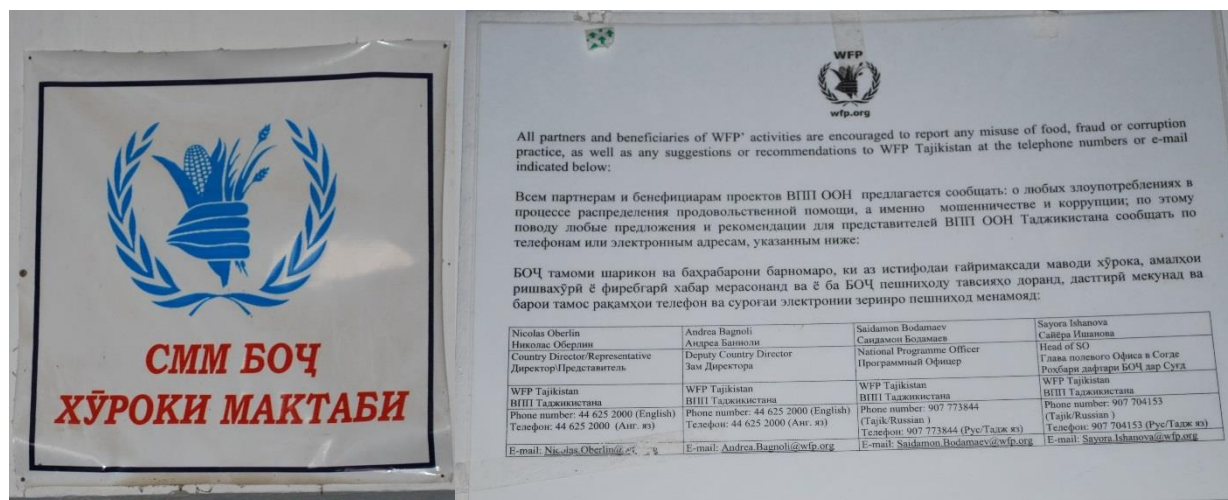 СММ БОҶ
ХӮРОКИ МАКТАБИ
WFP
wfp.org
All partners and beneficiaries of WFP' activities are encouraged to report any misuse of food, fraud or corruption
practice, as well as any suggestions or recommendations to WFP Tajikistan at the telephone numbers or e-mail
indicated below:
Всем партнерам и бенефициарам проектов ВПП ООН предлагается сообщать: о любых злоупотреблениях в
процессе распределения продовольственной помощи, а именно мошенничестве и коррупции; по этому
поводу любые предложения и рекомендации для представителей ВПП ООН Таджикистана сообщать по
телефонам или электронным адресам, указанным ниже:
БОҶ тамоми шарикон ва баҳрабарони барномаро, ки аз истифодаи ғайримақсади маводи хӯрока, амалҳои
ришвахӯрӣ ё фиребгарӣ хабар мерасонанд ва ё ба БОҶ пешниҳоду тавсияҳо доранд, дастгирӣ мекунад ва
барои тамос рақамҳои телефон ва суроғаи электронии зеринро пешниҳод менамояд:
Nicolas Oberlin
Николас Оберлин
Country Director/Representative
Директор\Представитель
WFP Tajikistan
ВПП Таджикистана
Phone number: 44 625 2000 (English)
Телефон: 44 625 2000 (Анг. яз)
E-mail: Nicolas.Oberlin@
Andrea Bagnoli
Андреа Банноли
Deputy Country Director
Зам Директора
WFP Tajikistan
ВПП Таджикистана
Phone number: 44 625 2000 (English)
Телефон: 44 625 2000 (Анг. яз)
E-mail: Andrea.Bagnoli@wfp.org
Saidamon Bodamaev
Саидамон Бодамаев
National Programme Officer
Программный Офицер
WFP Tajikistan
ВПП Таджикистана
Phone number: 907 773844
(Tajik/Russian )
Телефон: 907 773844 (Рус/Тадж яз)
E-mail: Saidamon.Bodamaev@wfp.org
Sayora Ishanova
Сайёра Ишанова
Head of SO
Глава полевого Офиса в Согде
Роҳбари дафтари БОҶ дар Суғд
WFP Tajikistan
ВПП Таджикистана
Phone number: 907 704153
(Tajik/Russian )
Телефон: 907 704153 (Рус/Тадж яз)
E-mail: Sayora.Ishanova@wfp.org